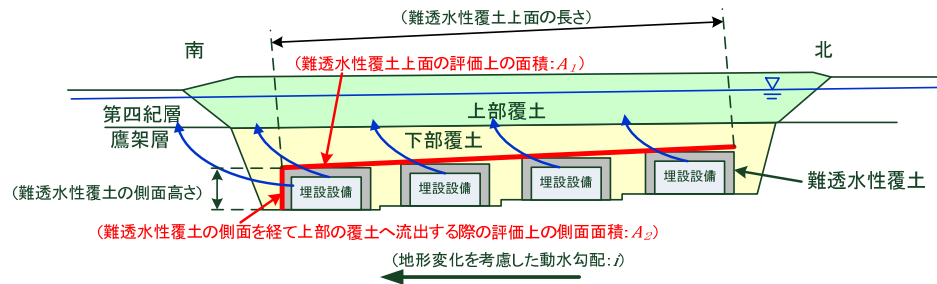 (難透水性覆土上面の長さ)
南
北
(難透水性覆土上面の評価上の面積:A1)
第四紀層
上部覆土
鷹架層
下部覆土
(難透水性覆土の側面高さ)
埋設設備
埋設設備
埋設設備
埋設設備
難透水性覆土
(難透水性覆土の側面を経て上部の覆土へ流出する際の評価上の側面面積:A2)
(地形変化を考慮した動水勾配:i)